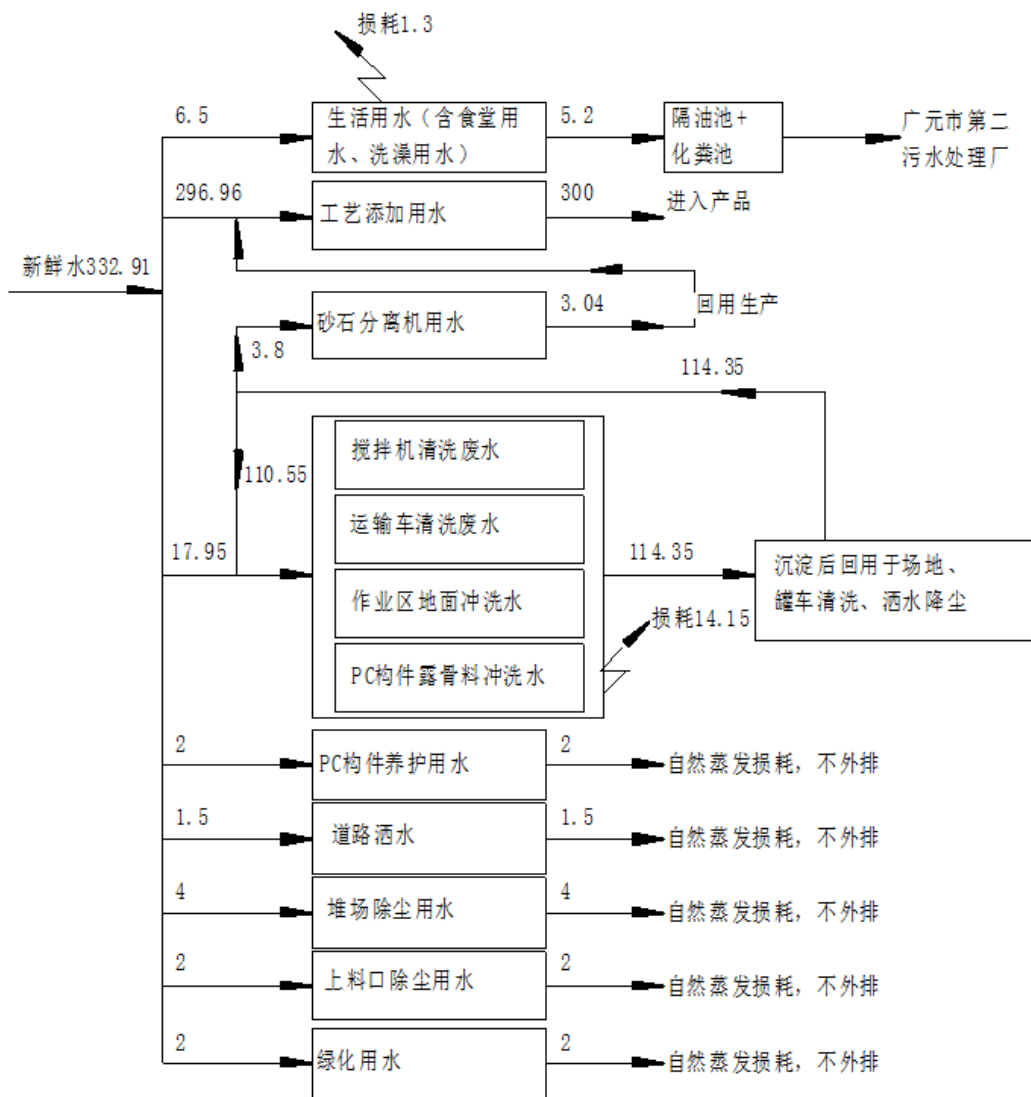 损耗1.3
6.5
生活用水（含食堂用
水、洗澡用水）
5.2
隔油池+
化粪池
广元市第二
污水处理厂
296.96
工艺添加用水
300
进入产品
新鲜水332.91
砂石分离机用水
3.04
回用生产
3.8
114.35
搅拌机清洗废水
110.55
运输车清洗废水
17.95
作业区地面冲洗水
114.35
沉淀后回用于场地、
罐车清洗、洒水降尘
损耗14.15
PC构件露骨料冲洗水
2
PC构件养护用水
2
自然蒸发损耗，不外排
1.5
道路洒水
1.5
自然蒸发损耗，不外排
4
堆场除尘用水
4
自然蒸发损耗，不外排
2
上料口除尘用水
2
自然蒸发损耗，不外排
2
绿化用水
2
自然蒸发损耗，不外排